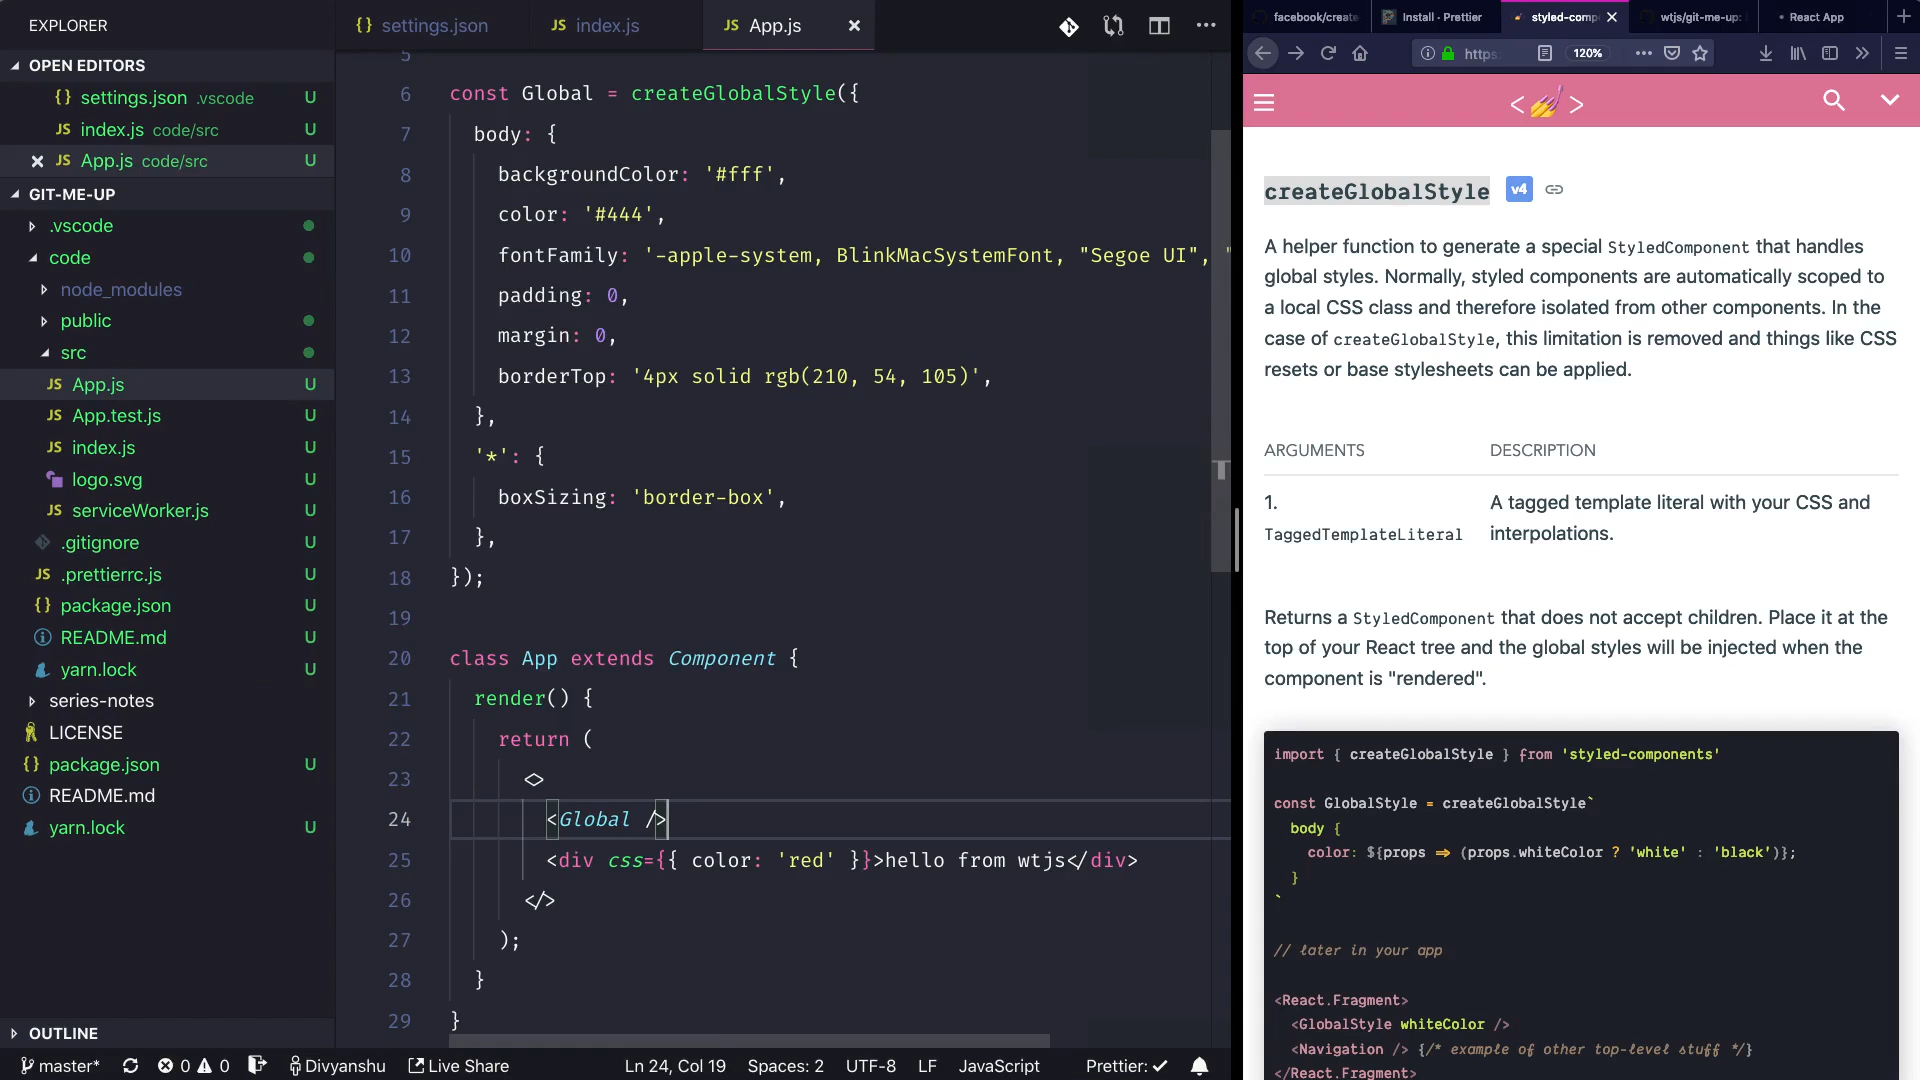 EXPLORER
OPEN EDITORS
{} settings.json .vscode U
JS index.js code/src U
× JS App.js code/src U
GIT-ME-UP
.vscode
code
node_modules
public
src
JS App.js U
JS App.test.js U
JS index.js U
logo.svg U
JS serviceWorker.js U
.gitignore U
JS .prettierrc.js U
{} package.json U
README.md U
yarn.lock U
series-notes
LICENSE
{} package.json U
README.md
yarn.lock U
OUTLINE
{} settings.json
JS index.js
JS App.js ×
5
6 const Global = createGlobalStyle({
7 body: {
8 backgroundColor: '#fff',
9 color: '#444',
10 fontFamily: '-apple-system, BlinkMacSystemFont, "Segoe UI", "
11 padding: 0,
12 margin: 0,
13 borderTop: '4px solid rgb(210, 54, 105)',
14 },
15 '*': {
16 boxSizing: 'border-box',
17 },
18 });
19
20 class App extends Component {
21 render() {
22 return (
23 <>
24 <Global />
25 <div css={{ color: 'red' }}>hello from wtjs</div>
26 </>
27 );
28 }
29 }
master* 0 0 Divyanshu Live Share Ln 24, Col 19 Spaces: 2 UTF-8 LF JavaScript Prettier: ✓
facebook/create
Install · Prettier
styled-comp ×
wtjs/git-me-up:
React App
https: 120%
< >
createGlobalStyle v4
A helper function to generate a special StyledComponent that handles
global styles. Normally, styled components are automatically scoped to
a local CSS class and therefore isolated from other components. In the
case of createGlobalStyle, this limitation is removed and things like CSS
resets or base stylesheets can be applied.
ARGUMENTS DESCRIPTION
1. A tagged template literal with your CSS and
TaggedTemplateLiteral interpolations.
Returns a StyledComponent that does not accept children. Place it at the
top of your React tree and the global styles will be injected when the
component is "rendered".
import { createGlobalStyle } from 'styled-components'
const GlobalStyle = createGlobalStyle`
body {
color: ${props => (props.whiteColor ? 'white' : 'black')};
}
`
// later in your app
<React.Fragment>
<GlobalStyle whiteColor />
<Navigation /> {/* example of other top-level stuff */}
</React.Fragment>